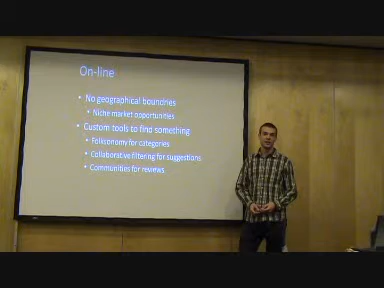 On-line
• No geographical boundries
• Niche market opportunities
• Custom tools to find something
• Folksonomy for categories
• Collaborative filtering for suggestions
• Communities for reviews